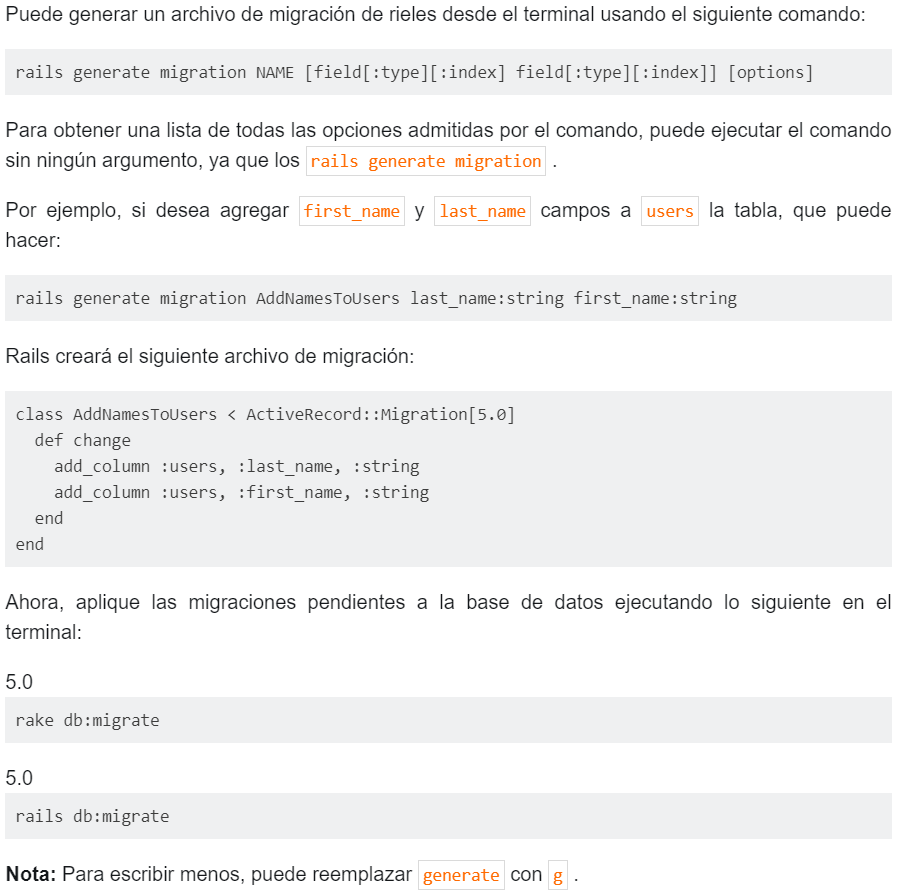 Puede generar un archivo de migración de rieles desde el terminal usando el siguiente comando:
rails generate migration NAME [field[:type][:index] field[:type][:index]] [options]
Para obtener una lista de todas las opciones admitidas por el comando, puede ejecutar el comando
sin ningún argumento, ya que los rails generate migration .
Por ejemplo, si desea agregar first_name y last_name campos a users la tabla, que puede
hacer:
rails generate migration AddNamesToUsers last_name:string first_name:string
Rails creará el siguiente archivo de migración:
class AddNamesToUsers < ActiveRecord::Migration[5.0]
  def change
    add_column :users, :last_name, :string
    add_column :users, :first_name, :string
  end
end
Ahora, aplique las migraciones pendientes a la base de datos ejecutando lo siguiente en el
terminal:
5.0
rake db:migrate
5.0
rails db:migrate
Nota: Para escribir menos, puede reemplazar generate con g .